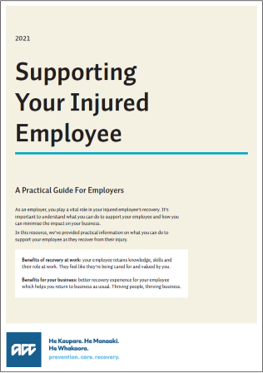 2021
Supporting
Your Injured
Employee
A Practical Guide For Employers
As an employer, you play a vital role in your injured employee's recovery. It's
important to understand what you can do to support your employee and how you
can minimise the impact on your business.
In this resource, we've provided practical information on what you can do to
support your employee as they recover from their injury.
Benefits of recovery at work: your employee retains knowledge, skills and
their role at work. They feel like they're being cared for and valued by you.
Benefits for your business: better recovery experience for your employee
which helps you return to business as usual. Thriving people, thriving business.
He Kaupare. He Manaaki.
He Whakaora.
prevention. care. recovery.